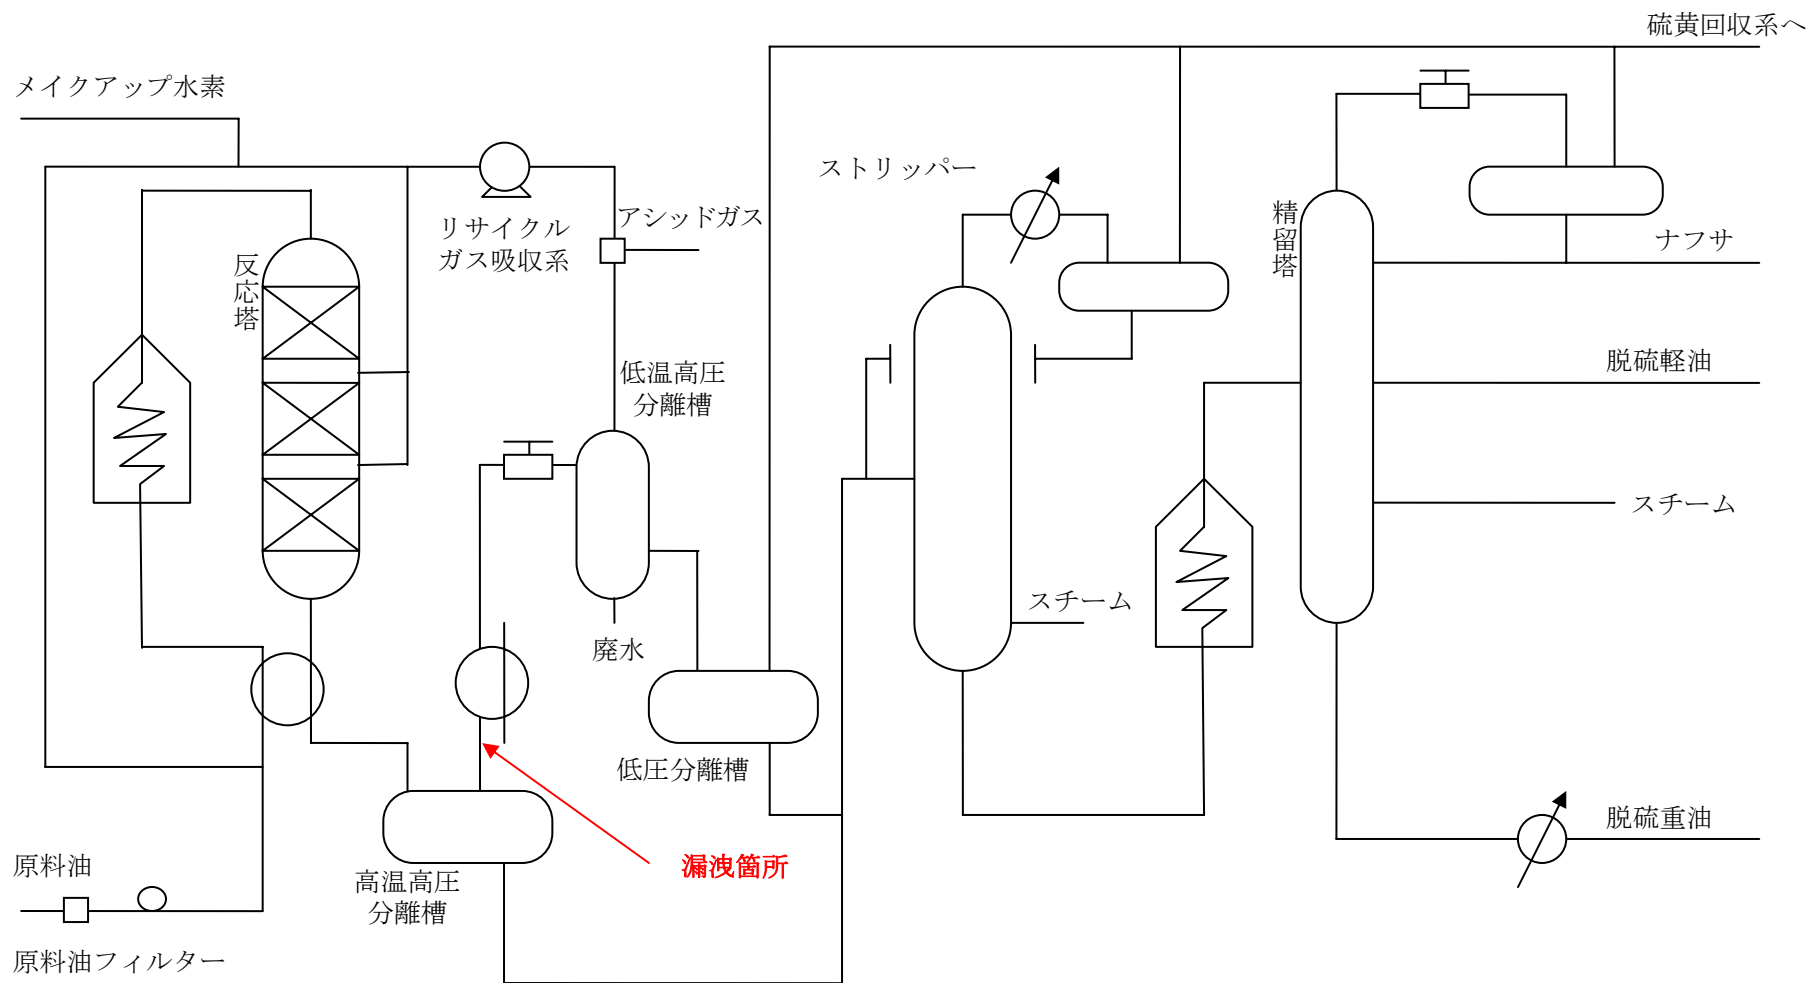 硫黄回収系へ
メイクアップ水素
ストリッパー
アシッドガス
リサイクル
ガス吸収系
精留塔
ナフサ
反応塔
低温高圧
分離槽
脱硫軽油
スチーム
スチーム
廃水
低圧分離槽
脱硫重油
漏洩箇所
原料油
高温高圧
分離槽
原料油フィルター